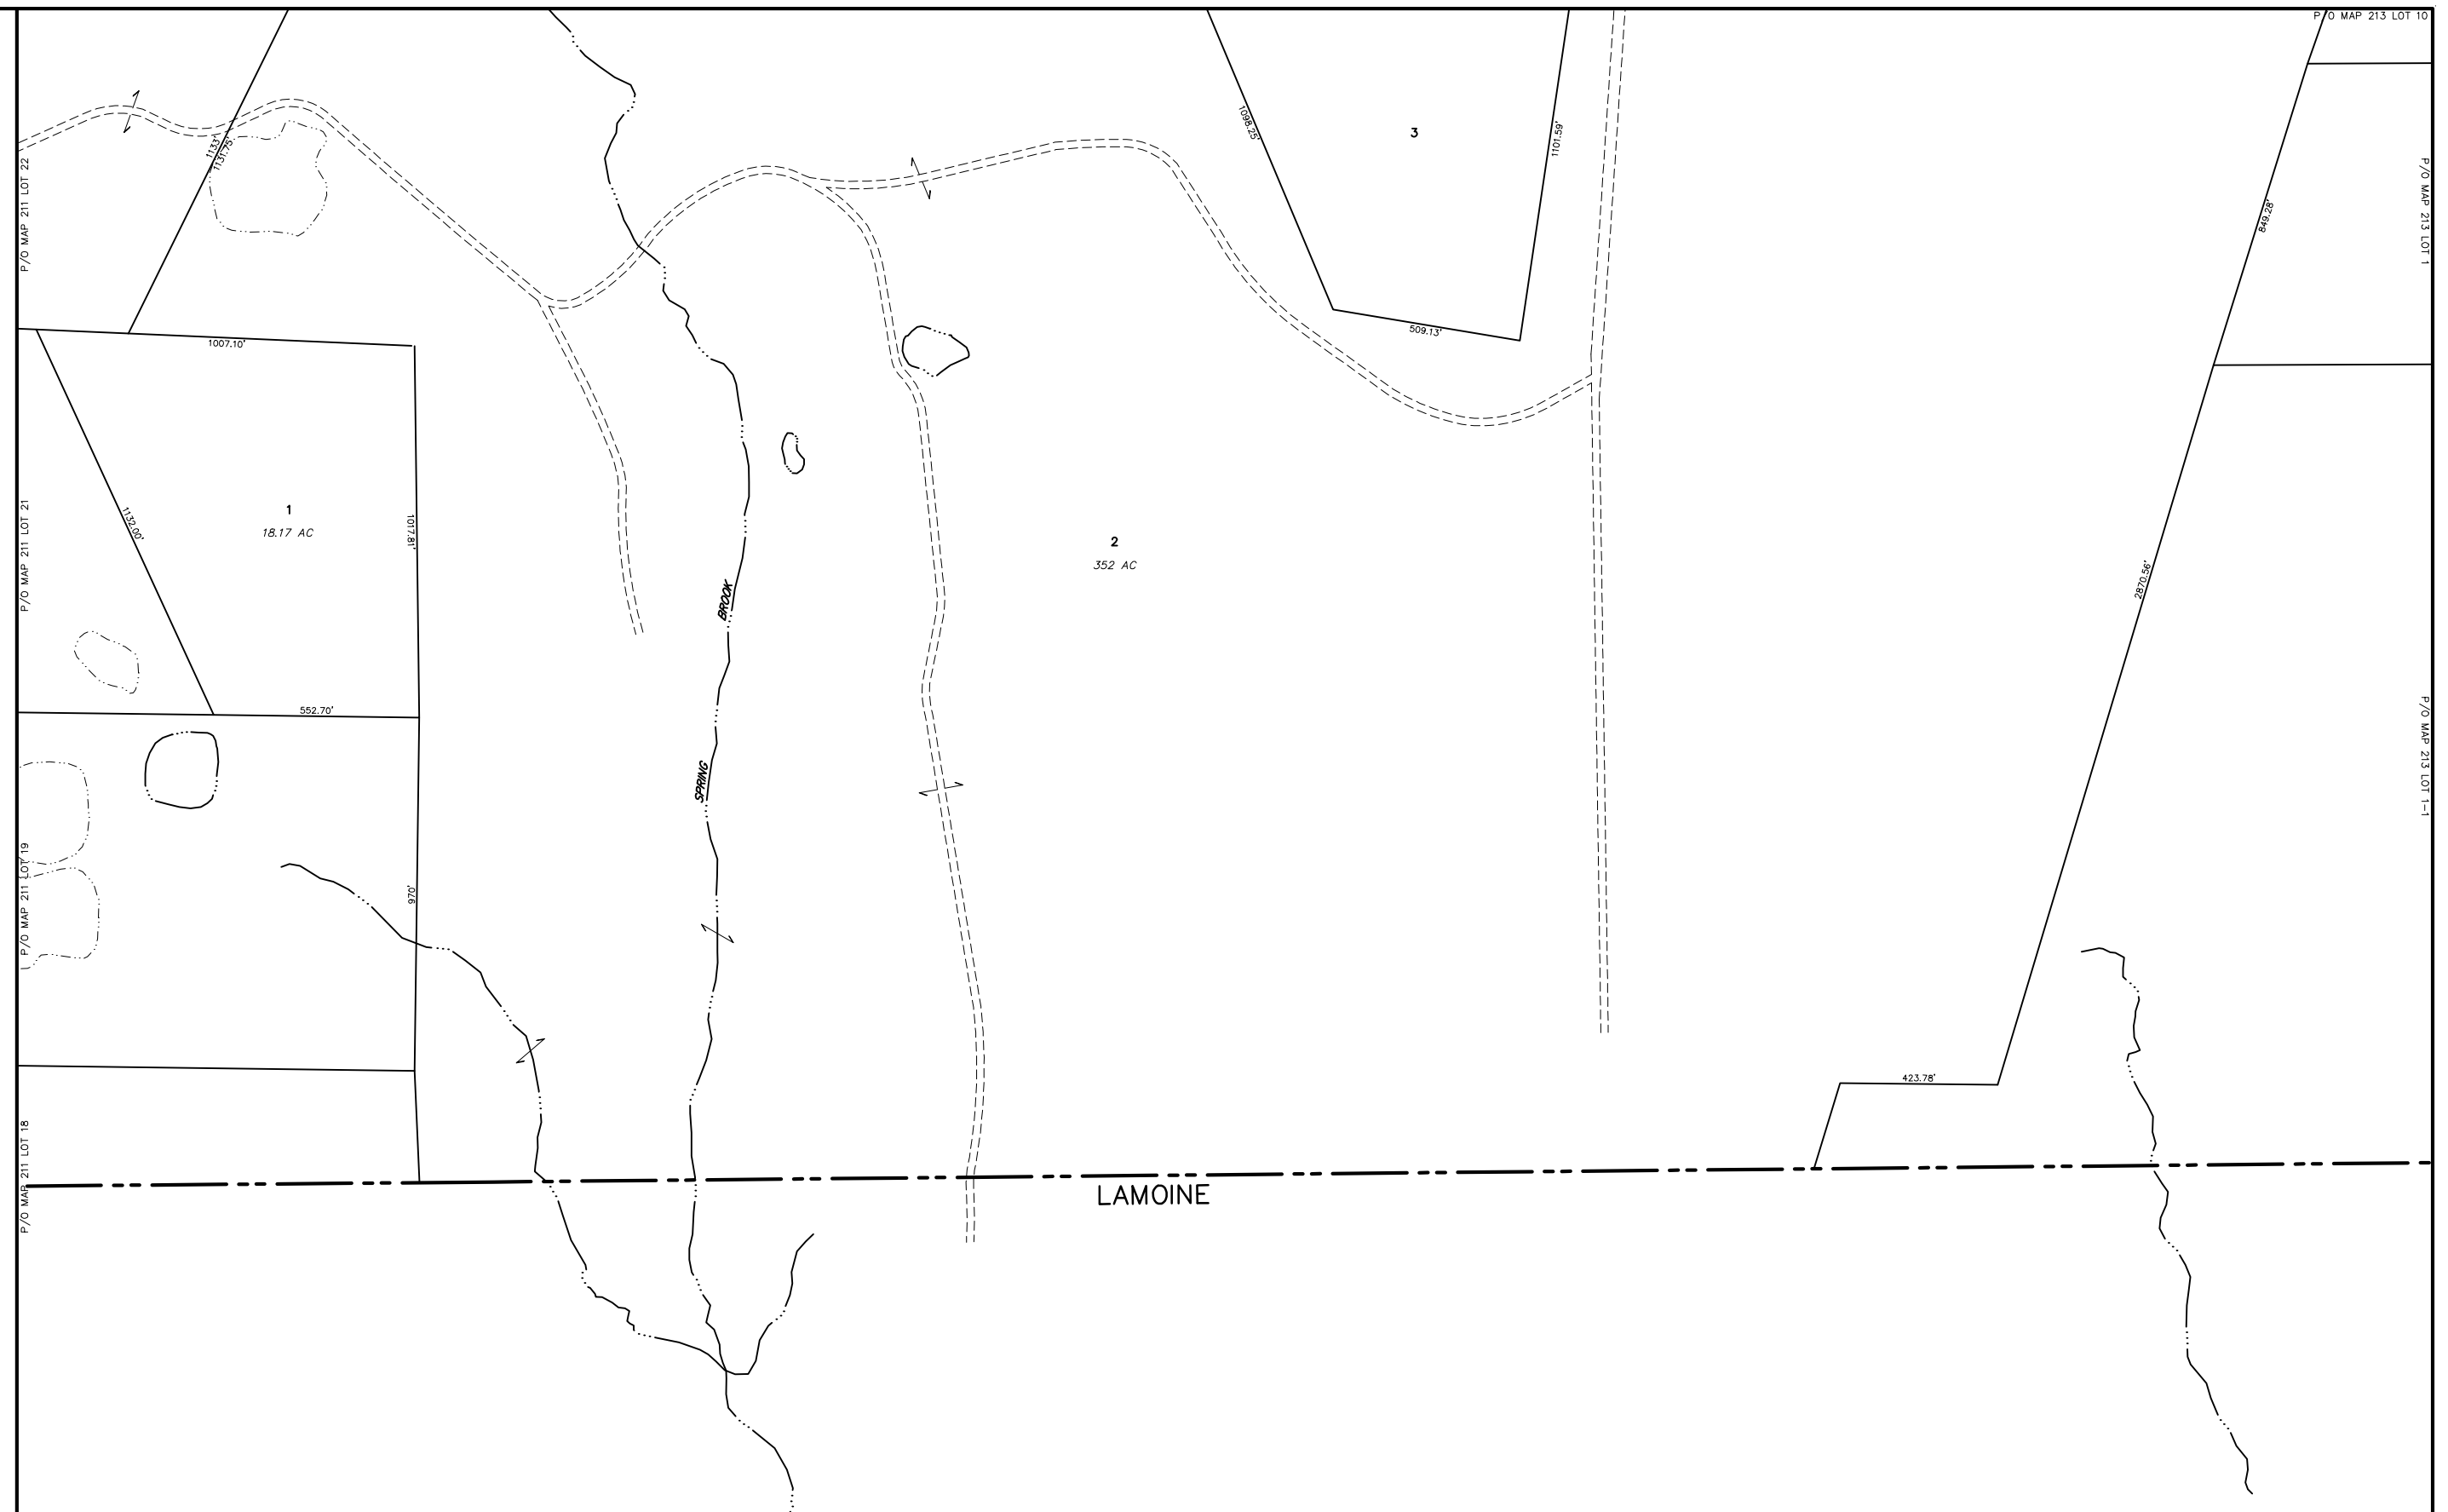 P/O MAP 213 LOT 10
1098.25'
3
1101.59'
1133'
1131.75'
P/O MAP 211 LOT 22
P/O MAP 213 LOT 1
849.28'
509.13'
1007.10'
P/O MAP 211 LOT 21
1132.00'
1
18.17 AC
1017.81'
2
352 AC
2870.56'
SPRING BROOK
552.70'
P/O MAP 213 LOT 1-1
P/O MAP 211 LOT 19
970'
423.78'
P/O MAP 211 LOT 18
LAMOINE